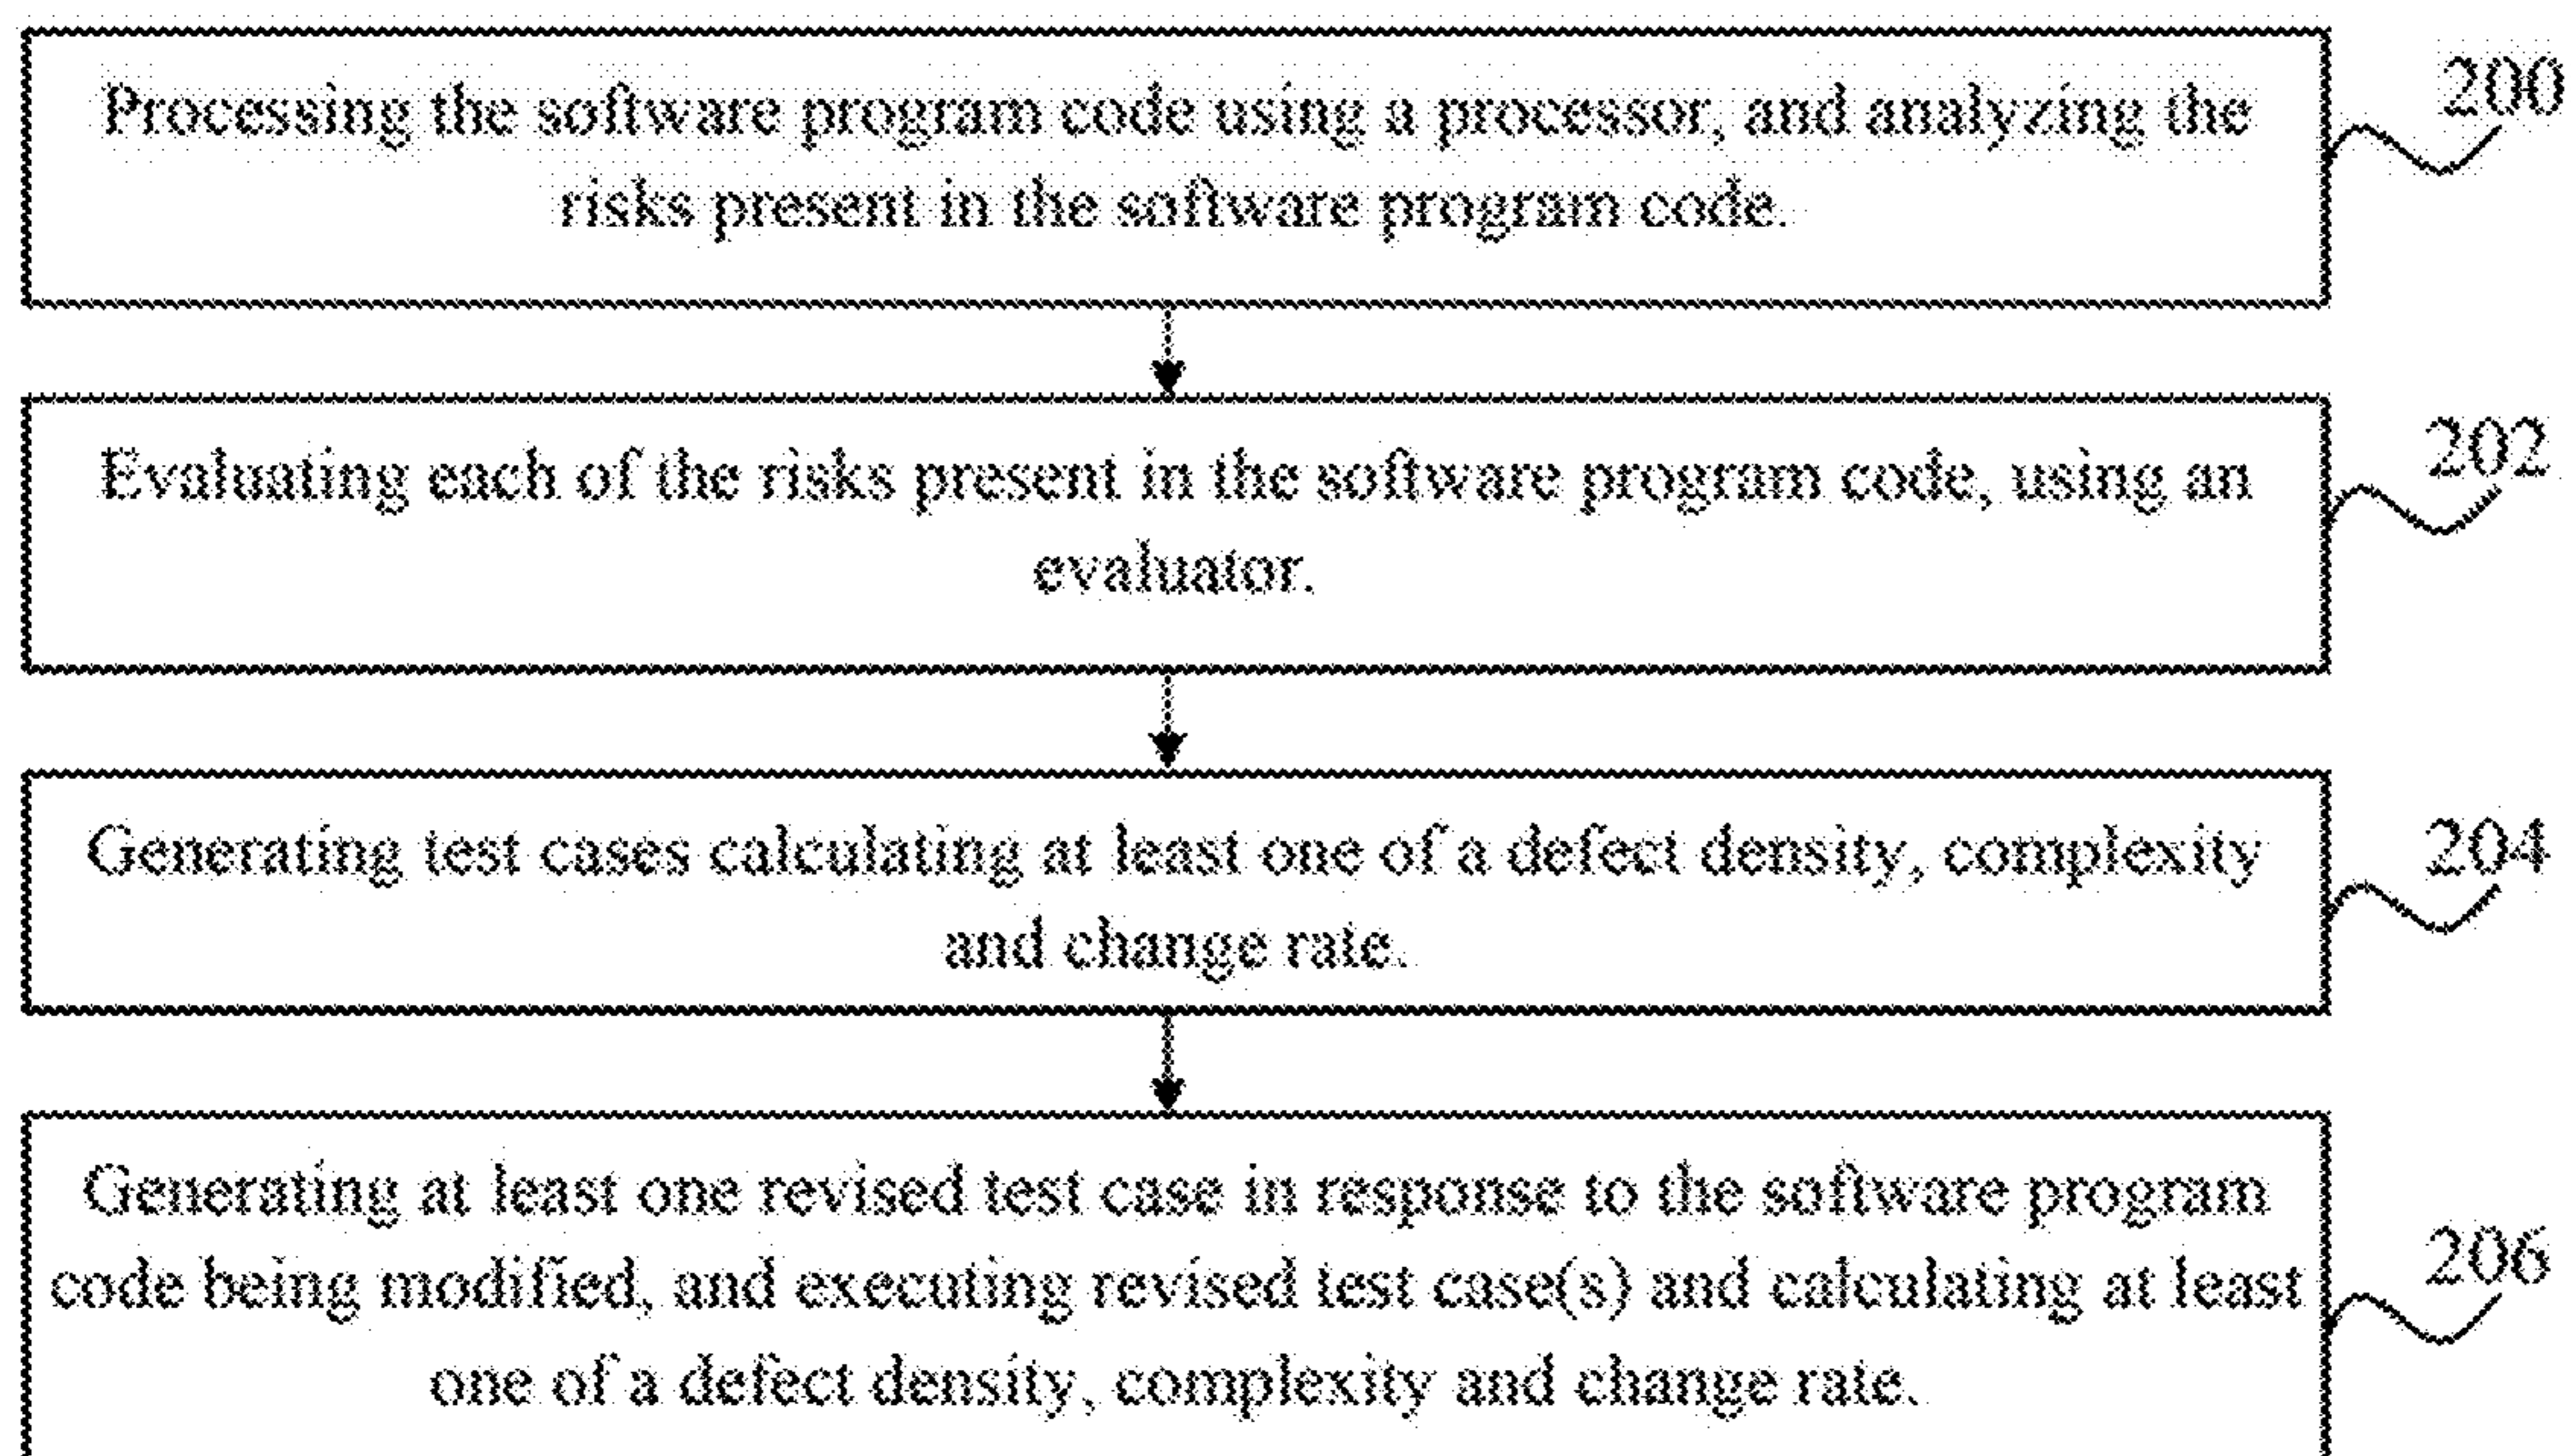 Processing the software program code using a processor, and analyzing the
risks present in the software program code.
200
Evaluating each of the risks present in the software program code, using an
evaluator.
202
Generating test cases calculating at least one of a defect density, complexity
and change rate.
204
Generating at least one revised test case in response to the software program
code being modified, and executing revised test case(s) and calculating at least
one of a defect density, complexity and change rate.
206